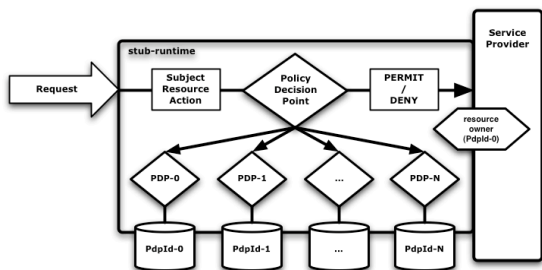 Service
Provider
stub-runtime
Request
Subject
Resource
Action
Policy
Decision
Point
PERMIT
/
DENY
resource
owner
(PdpId-0)
PDP-0
PDP-1
...
PDP-N
PdpId-0
PdpId-1
...
PdpId-N